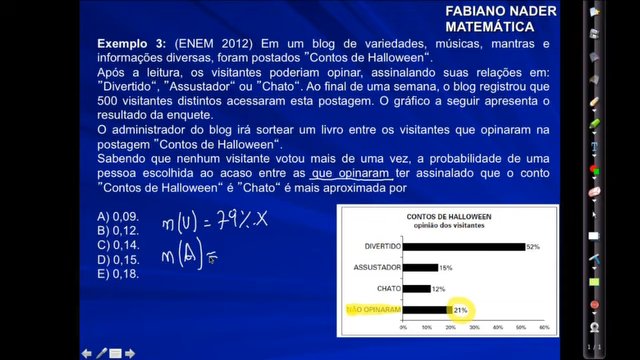 FABIANO NADER
MATEMÁTICA
Exemplo 3: (ENEM 2012) Em um blog de variedades, músicas, mantras e
informações diversas, foram postados "Contos de Halloween".
Após a leitura, os visitantes poderiam opinar, assinalando suas relações em:
"Divertido", "Assustador" ou "Chato". Ao final de uma semana, o blog registrou que
500 visitantes distintos acessaram esta postagem. O gráfico a seguir apresenta o
resultado da enquete.
O administrador do blog irá sortear um livro entre os visitantes que opinaram na
postagem "Contos de Halloween".
Sabendo que nenhum visitante votou mais de uma vez, a probabilidade de uma
pessoa escolhida ao acaso entre as que opinaram ter assinalado que o conto
"Contos de Halloween" é "Chato" é mais aproximada por
A) 0,09.
B) 0,12.
C) 0,14.
D) 0,15.
E) 0,18.
n(U) = 79%.X
n(A) =
CONTOS DE HALLOWEEN
opinião dos visitantes
DIVERTIDO 52%
ASSUSTADOR 15%
CHATO 12%
NÃO OPINARAM 21%
0% 10% 20% 30% 40% 50% 60%
1 / 1